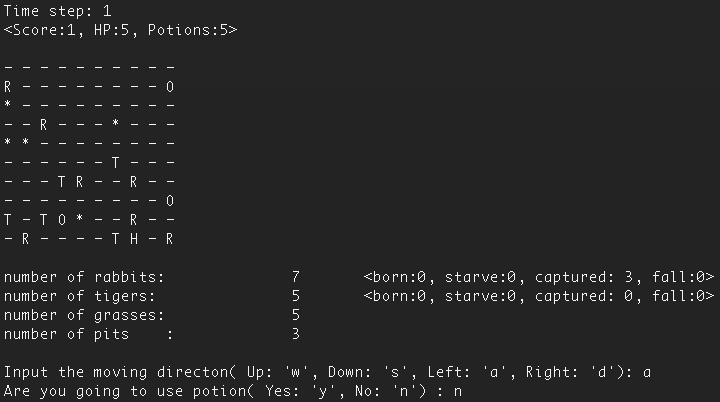 Time step: 1
<Score:1, HP:5, Potions:5>
- - - - - - - - - -
R - - - - - - - - O
* - - - - - - - - -
- - R - - - * - - -
* * - - - - - - - -
- - - - - - T - - -
- - - T R - - R - -
- - - - - - - - - O
T - T O * - - R - -
- R - - - - T H - R
number of rabbits: 7 <born:0, starve:0, captured: 3, fall:0>
number of tigers: 5 <born:0, starve:0, captured: 0, fall:0>
number of grasses: 5
number of pits : 3
Input the moving directon( Up: 'w', Down: 's', Left: 'a', Right: 'd'): a
Are you going to use potion( Yes: 'y', No: 'n') : n